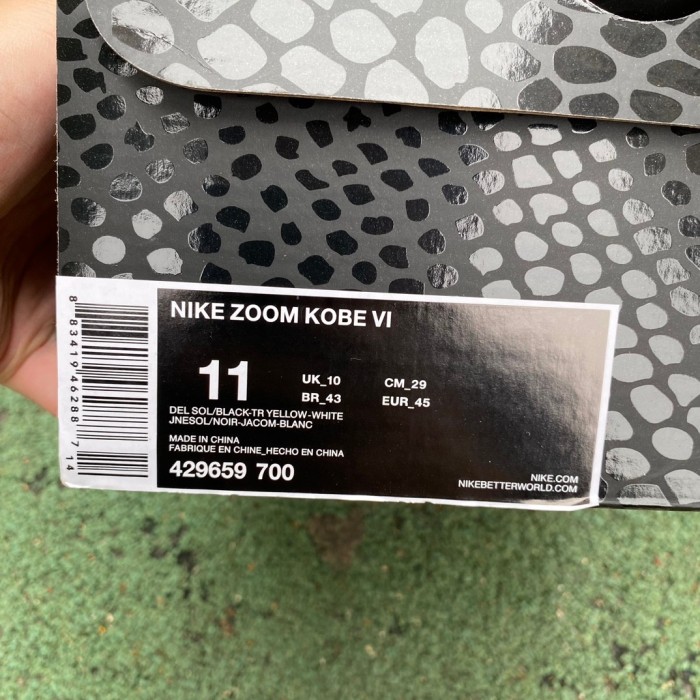 NIKE ZOOM KOBE VI
11
UK_10 CM_29
BR_43 EUR_45
DEL SOL/BLACK-TR YELLOW-WHITE
JNESOL/NOIR-JACOM-BLANC
MADE IN CHINA
FABRIQUE EN CHINE_HECHO EN CHINA
429659 700
NIKE.COM
NIKEBETTERWORLD.COM
8 83419 46288 7 14